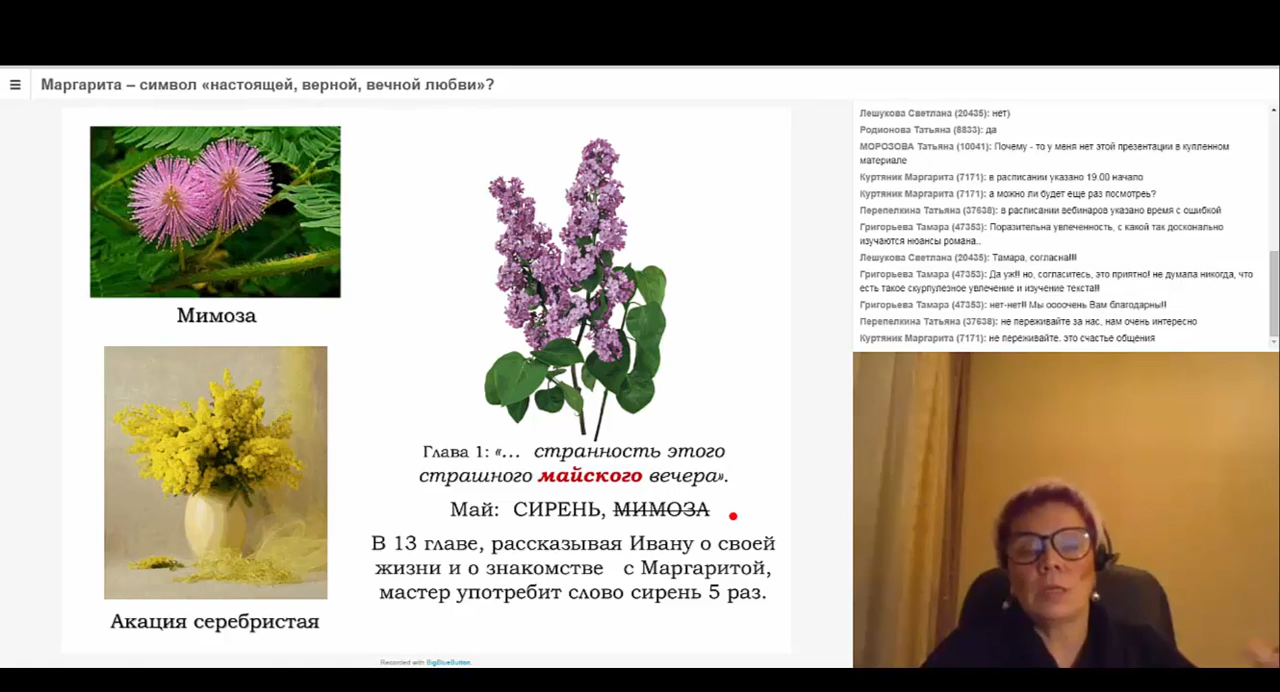 Маргарита – символ «настоящей, верной, вечной любви»?
Мимоза
Акация серебристая
Глава 1: «... странность этого
страшного майского вечера».
Май: СИРЕНЬ, МИМОЗА
В 13 главе, рассказывая Ивану о своей
жизни и о знакомстве с Маргаритой,
мастер употребит слово сирень 5 раз.
Recorded with BigBlueButton.
Лешукова Светлана (20435): нет)
Родионова Татьяна (8833): да
МОРОЗОВА Татьяна (10041): Почему - то у меня нет этой презентации в купленном
материале
Куртяник Маргарита (7171): в расписании указано 19.00 начало
Куртяник Маргарита (7171): а можно ли будет еще раз посмотреь?
Перепелкина Татьяна (37638): в расписании вебинаров указано время с ошибкой
Григорьева Тамара (47353): Поразительна увлеченность, с какой так досконально
изучаются нюансы романа..
Лешукова Светлана (20435): Тамара, согласна!!!
Григорьева Тамара (47353): Да уж!! но, согласитесь, это приятно! не думала никогда, что
есть такое скурпулезное увлечение и изучение текста!!!
Григорьева Тамара (47353): нет-нет!! Мы оооочень Вам благодарны!!
Перепелкина Татьяна (37638): не переживайте за нас, нам очень интересно
Куртяник Маргарита (7171): не переживайте. это счастье общения